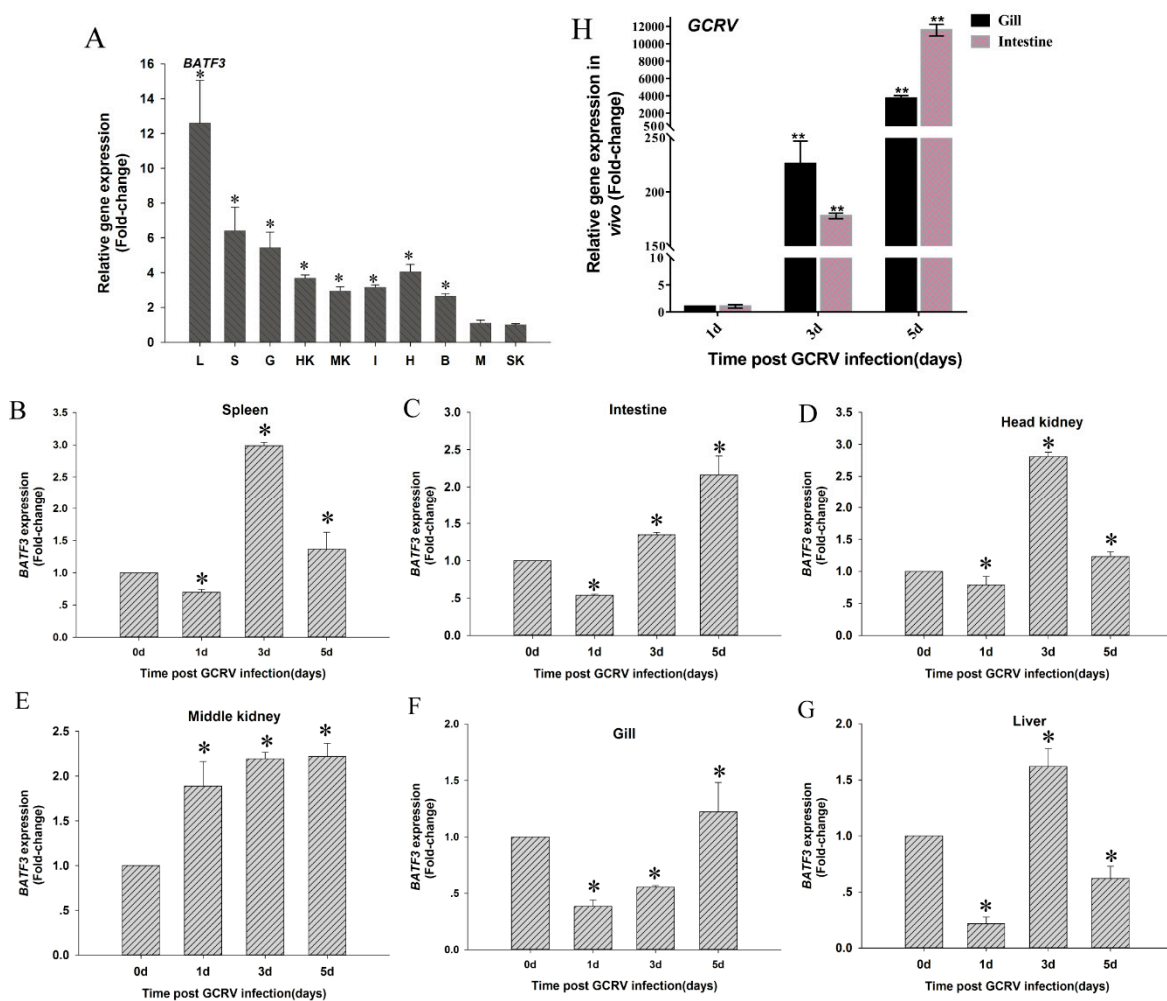 A
BATF3
Relative gene expression
(Fold-change)
16
14
12
10
8
6
4
2
0
* * * * * * * *
L S G HK MK I H B M SK
H
GCRV
Gill
Intestine
Relative gene expression in
vivo (Fold-change)
12000
10000
8000
6000
4000
2000
500
250
200
150
10
5
0
** ** ** **
1d 3d 5d
Time post GCRV infection(days)
B
Spleen
BATF3 expression
(Fold-change)
3.5
3.0
2.5
2.0
1.5
1.0
.5
0.0
* * *
0d 1d 3d 5d
Time post GCRV infection(days)
C
Intestine
BATF3 expression
(Fold-change)
3.0
2.5
2.0
1.5
1.0
.5
0.0
* * *
0d 1d 3d 5d
Time post GCRV infection(days)
D
Head kidney
BATF3 expression
(Fold-change)
3.5
3.0
2.5
2.0
1.5
1.0
.5
0.0
* * *
0d 1d 3d 5d
Time post GCRV infection(days)
E
Middle kidney
BATF3 expression
(Fold-change)
2.5
2.0
1.5
1.0
.5
0.0
* * *
0d 1d 3d 5d
Time post GCRV infection(days)
F
Gill
BATF3 expression
(Fold-change)
2.0
1.5
1.0
.5
0.0
* * *
0d 1d 3d 5d
Time post GCRV infection(days)
G
Liver
BATF3 expression
(Fold-change)
2.0
1.5
1.0
.5
0.0
* * *
0d 1d 3d 5d
Time post GCRV infection(days)